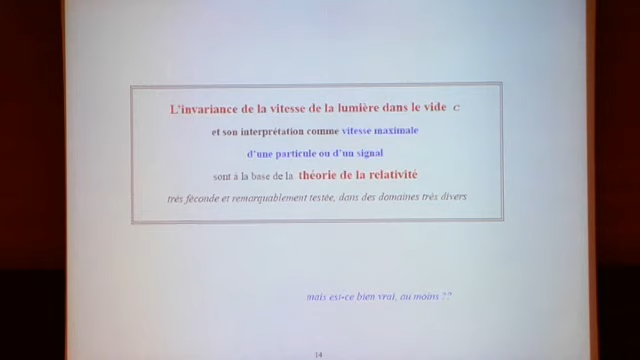 L'invariance de la vitesse de la lumière dans le vide c
et son interprétation comme vitesse maximale
d'une particule ou d'un signal
sont à la base de la théorie de la relativité
très féconde et remarquablement testée, dans des domaines très divers
mais est-ce bien vrai, au moins ??
14